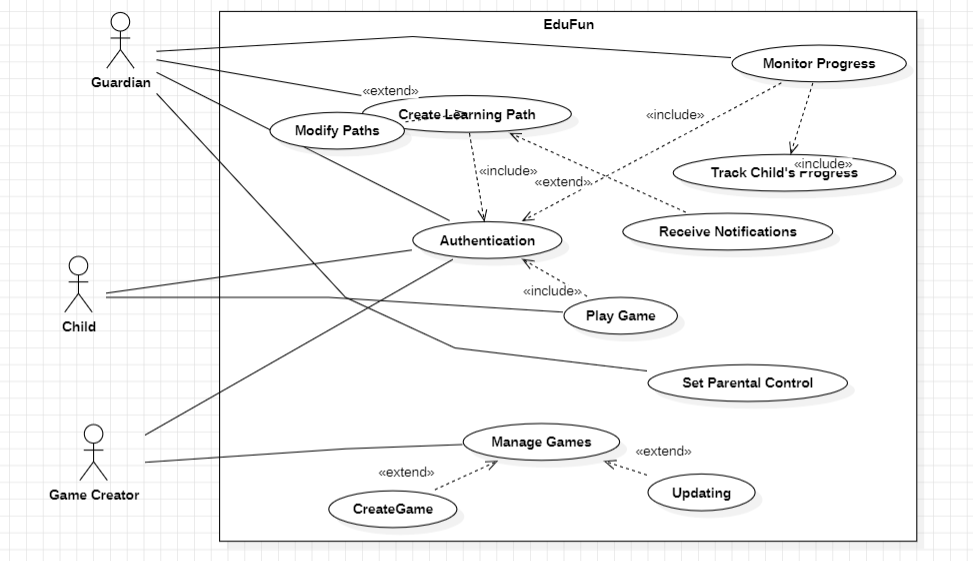 EduFun
Guardian
Monitor Progress
«extend»
Create Learning Path
Modify Paths
«include»
«include»
Track Child's Progress
«include»
«extend»
Receive Notifications
Authentication
Child
«include»
Play Game
Set Parental Control
Game Creator
Manage Games
«extend»
«extend»
CreateGame
Updating